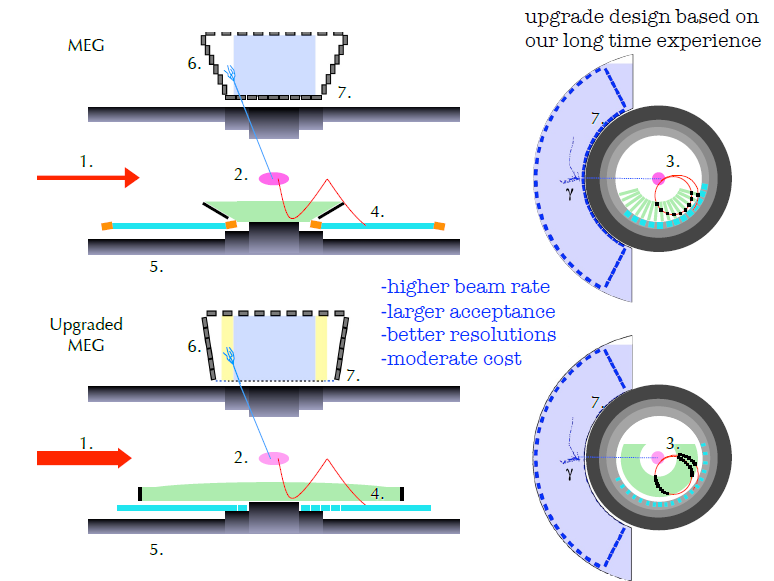 MEG
upgrade design based on
our long time experience
6.
7.
1.
2.
4.
5.
7.
3.
γ
-higher beam rate
-larger acceptance
-better resolutions
-moderate cost
Upgraded
MEG
6.
7.
1.
2.
4.
5.
7.
3.
γ